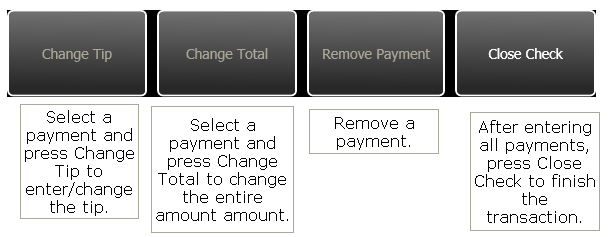 Change Tip
Change Total
Remove Payment
Close Check
Select a
payment and
press Change
Tip to
enter/change
the tip.
Select a
payment and
press Change
Total to change
the entire
amount amount.
Remove a
payment.
After entering
all payments,
press Close
Check to finish
the
transaction.